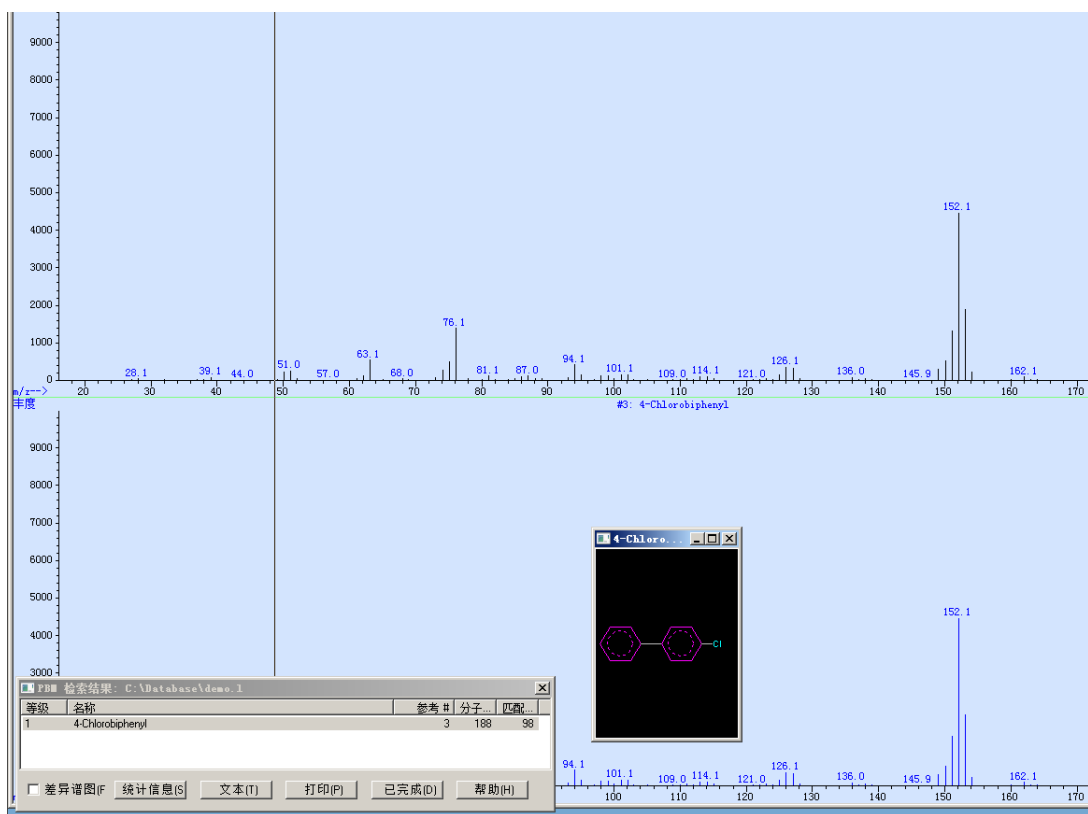 9000
8000
7000
6000
5000
4000
3000
2000
1000
0
152.1
76.1
63.1
51.0
94.1
126.1
28.1 39.1 44.0 57.0 68.0 81.1 87.0 101.1 109.0 114.1 121.0 136.0 145.9 162.1
m/z--> 20 30 40 50 60 70 80 90 100 110 120 130 140 150 160 170
丰度
#3: 4-Chlorobiphenyl
9000
8000
7000
6000
5000
4000
3000
152.1
4-Chloro...
Cl
PBM 检索结果: C:\Database\demo.l
等级 名称 参考 # 分子... 匹配...
1 4-Chlorobiphenyl 3 188 98
差异谱图(F 统计信息(S) 文本(T) 打印(P) 已完成(D) 帮助(H)
94.1 101.1 109.0 114.1 121.0 126.1 136.0 145.9 162.1
100 110 120 130 140 150 160 170